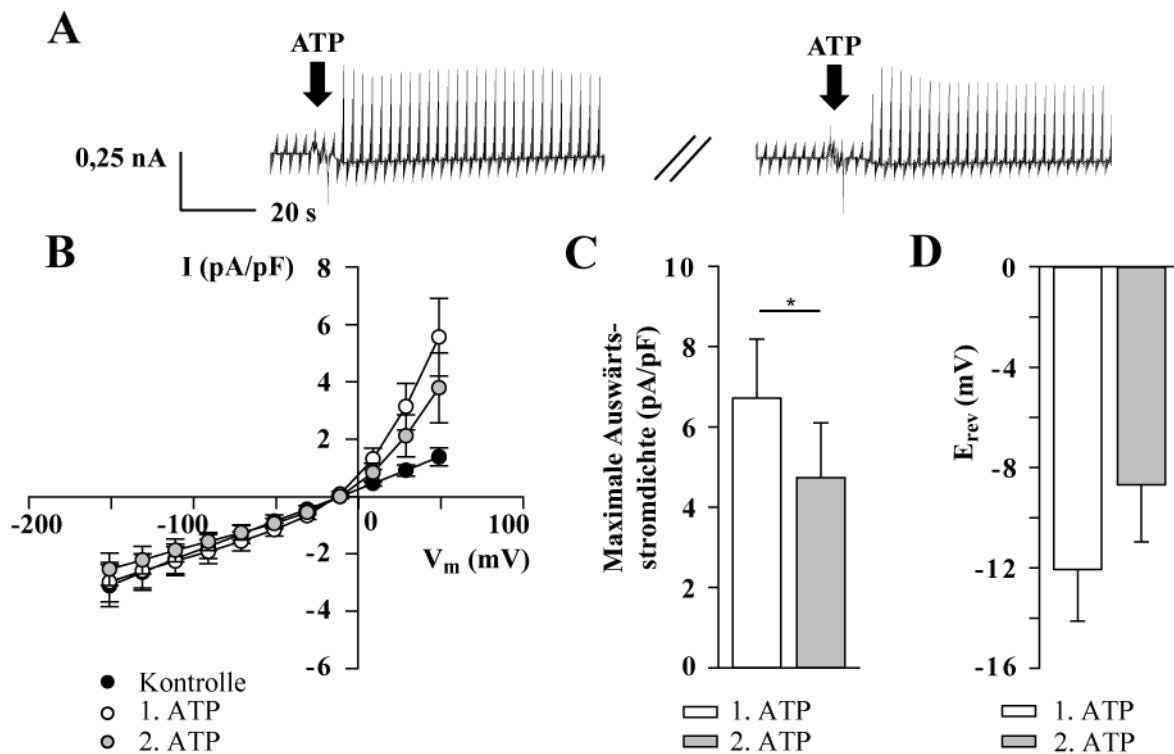 A
ATP
ATP
0,25 nA
20 s
B
I (pA/pF)
8
6
4
2
-200
-100
0
100
V_m (mV)
-2
-4
-6
Kontrolle
1. ATP
2. ATP
C
Maximale Auswärts-
stromdichte (pA/pF)
10
8
6
4
2
0
*
1. ATP
2. ATP
D
E_rev (mV)
0
-4
-8
-12
-16
1. ATP
2. ATP